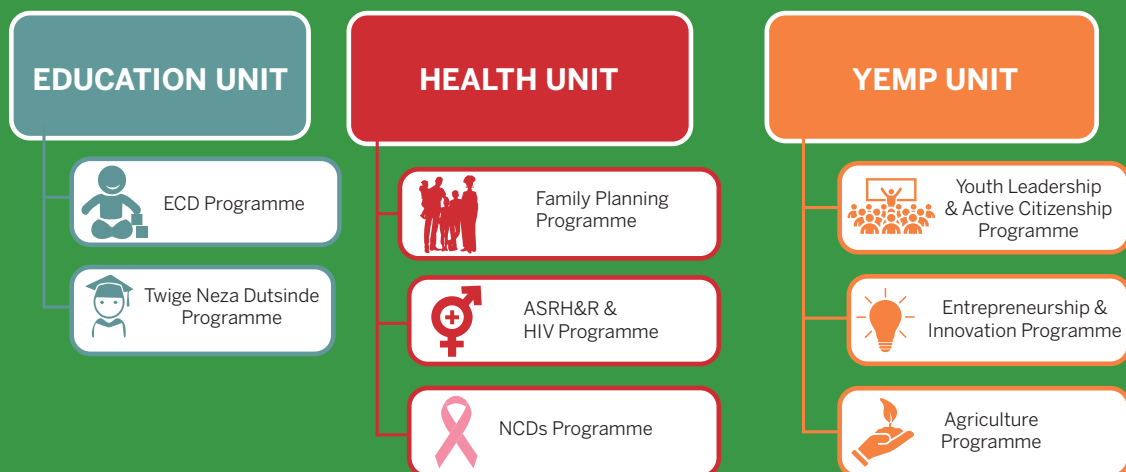 EDUCATION UNIT
ECD Programme
Twige Neza Dutsinde
Programme
HEALTH UNIT
Family Planning
Programme
ASRH&R &
HIV Programme
NCDs Programme
YEMP UNIT
Youth Leadership
& Active Citizenship
Programme
Entrepreneurship &
Innovation Programme
Agriculture
Programme